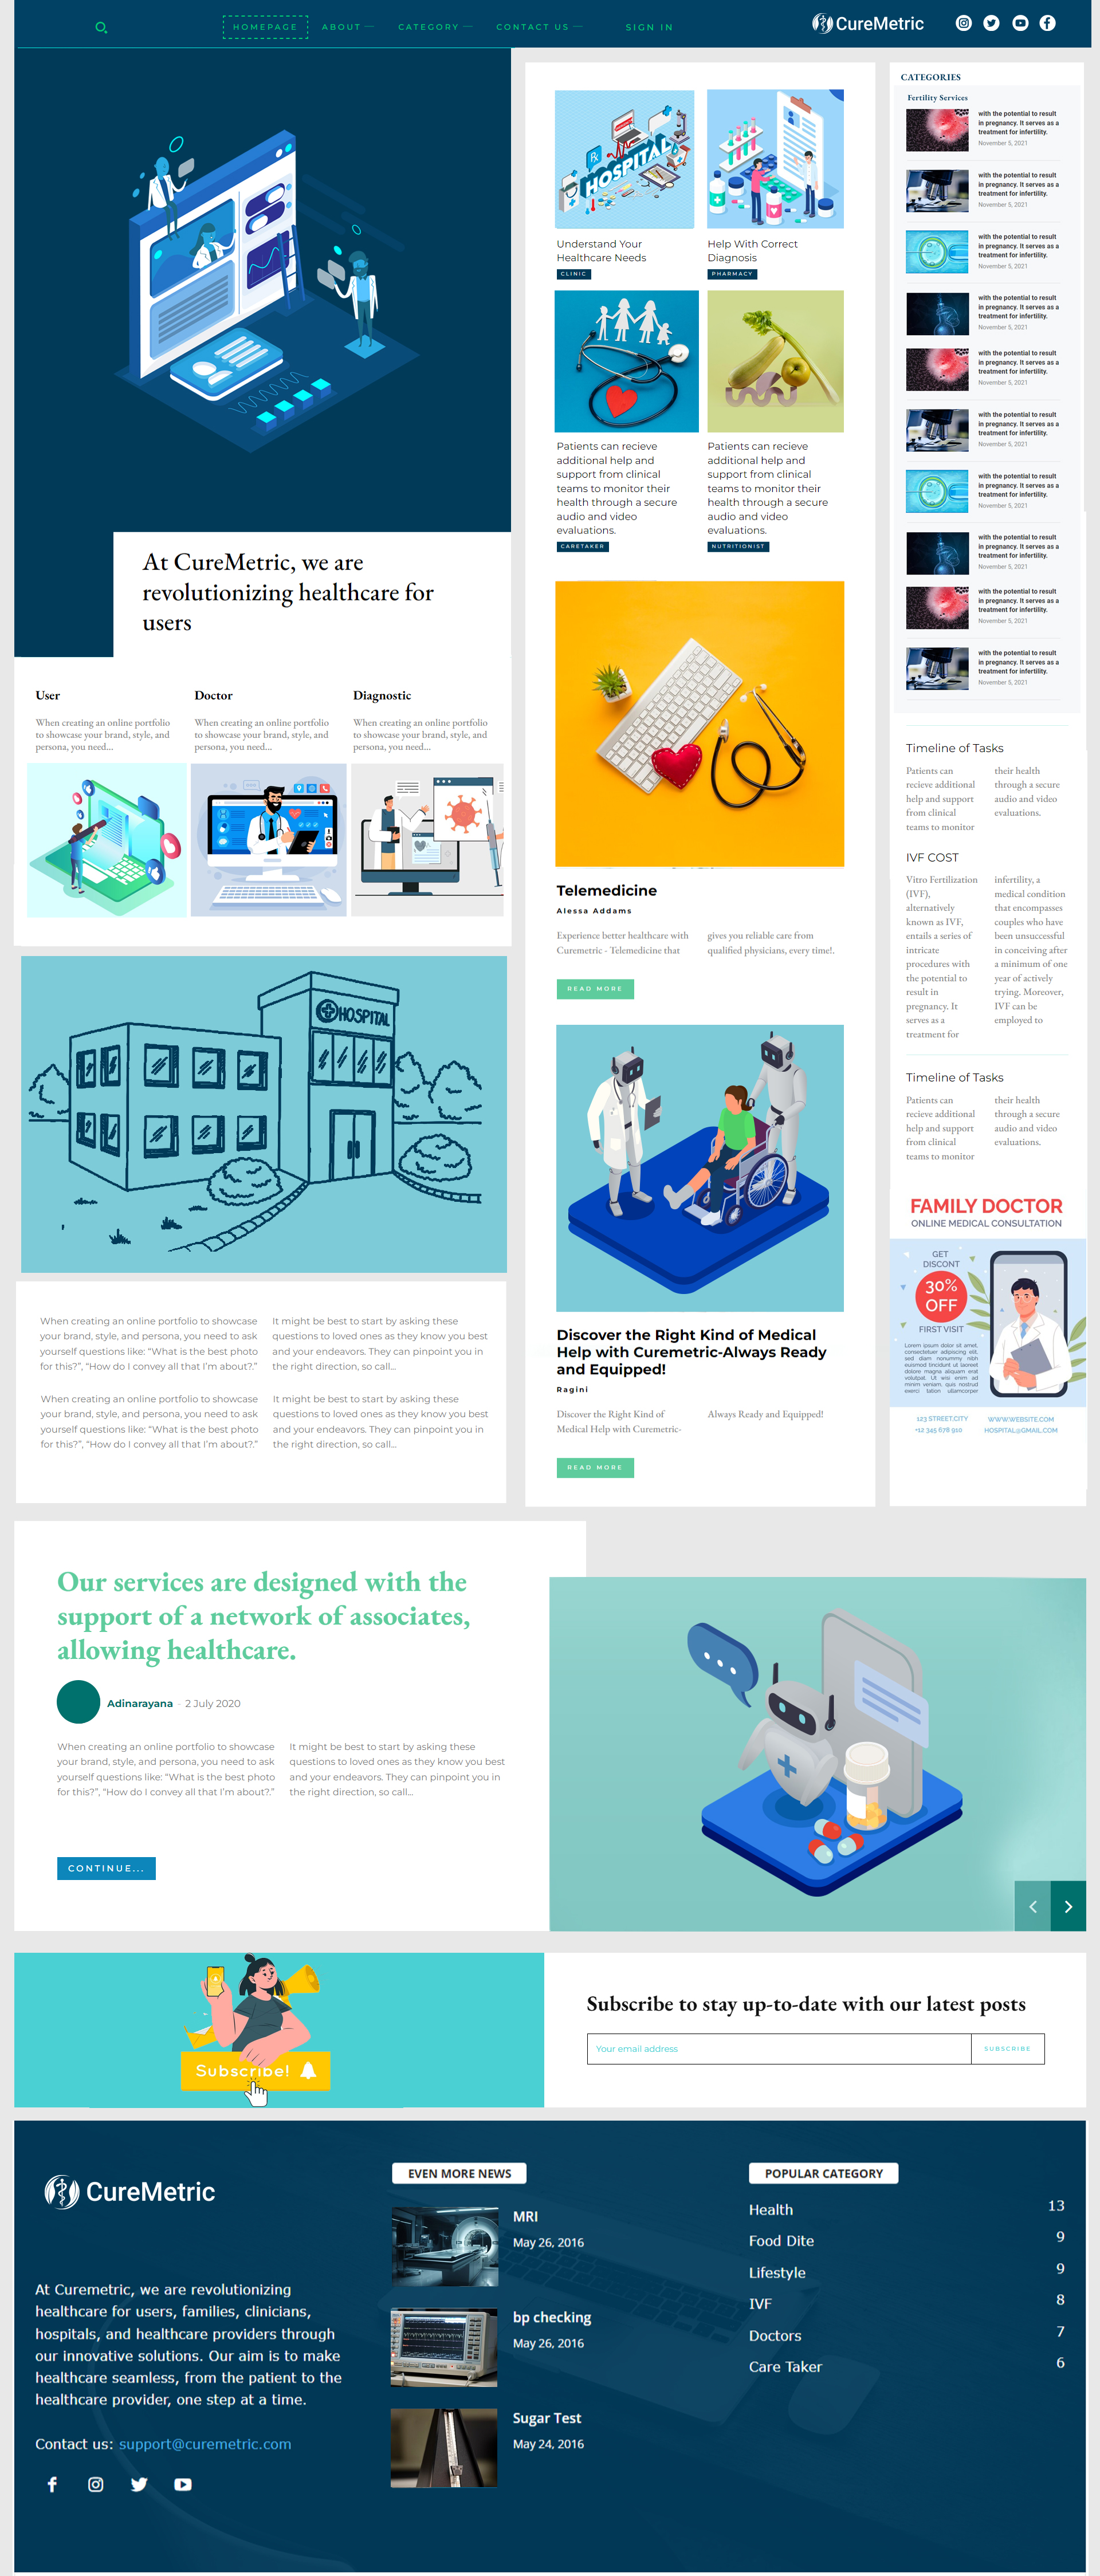 HOMEPAGE
ABOUT
CATEGORY
CONTACT US
SIGN IN
CureMetric
At CureMetric, we are
revolutionizing healthcare for
users
User
When creating an online portfolio
to showcase your brand, style, and
persona, you need...
Doctor
When creating an online portfolio
to showcase your brand, style, and
persona, you need...
Diagnostic
When creating an online portfolio
to showcase your brand, style, and
persona, you need...
HOSPITAL
When creating an online portfolio to showcase
your brand, style, and persona, you need to ask
yourself questions like: “What is the best photo
for this?”, “How do I convey all that I’m about?.”
It might be best to start by asking these
questions to loved ones as they know you best
and your endeavors. They can pinpoint you in
the right direction, so call...
When creating an online portfolio to showcase
your brand, style, and persona, you need to ask
yourself questions like: “What is the best photo
for this?”, “How do I convey all that I’m about?.”
It might be best to start by asking these
questions to loved ones as they know you best
and your endeavors. They can pinpoint you in
the right direction, so call...
Rx
HOSPITAL
Understand Your
Healthcare Needs
CLINIC
Help With Correct
Diagnosis
PHARMACY
Patients can recieve
additional help and
support from clinical
teams to monitor their
health through a secure
audio and video
evaluations.
CARETAKER
Patients can recieve
additional help and
support from clinical
teams to monitor their
health through a secure
audio and video
evaluations.
NUTRITIONIST
Telemedicine
Alessa Addams
Experience better healthcare with
Curemetric - Telemedicine that
gives you reliable care from
qualified physicians, every time!.
READ MORE
Discover the Right Kind of Medical
Help with Curemetric-Always Ready
and Equipped!
Ragini
Discover the Right Kind of
Medical Help with Curemetric-
Always Ready and Equipped!
READ MORE
CATEGORIES
Fertility Services
with the potential to result
in pregnancy. It serves as a
treatment for infertility.
November 5, 2021
with the potential to result
in pregnancy. It serves as a
treatment for infertility.
November 5, 2021
with the potential to result
in pregnancy. It serves as a
treatment for infertility.
November 5, 2021
with the potential to result
in pregnancy. It serves as a
treatment for infertility.
November 5, 2021
with the potential to result
in pregnancy. It serves as a
treatment for infertility.
November 5, 2021
with the potential to result
in pregnancy. It serves as a
treatment for infertility.
November 5, 2021
with the potential to result
in pregnancy. It serves as a
treatment for infertility.
November 5, 2021
with the potential to result
in pregnancy. It serves as a
treatment for infertility.
November 5, 2021
with the potential to result
in pregnancy. It serves as a
treatment for infertility.
November 5, 2021
with the potential to result
in pregnancy. It serves as a
treatment for infertility.
November 5, 2021
Timeline of Tasks
Patients can
recieve additional
help and support
from clinical
teams to monitor
their health
through a secure
audio and video
evaluations.
IVF COST
Vitro Fertilization
(IVF),
alternatively
known as IVF,
entails a series of
intricate
procedures with
the potential to
result in
pregnancy. It
serves as a
treatment for
infertility, a
medical condition
that encompasses
couples who have
been unsuccessful
in conceiving after
a minimum of one
year of actively
trying. Moreover,
IVF can be
employed to
Timeline of Tasks
Patients can
recieve additional
help and support
from clinical
teams to monitor
their health
through a secure
audio and video
evaluations.
FAMILY DOCTOR
ONLINE MEDICAL CONSULTATION
GET
DISCONT
30%
OFF
FIRST VISIT
Lorem ipsum dolor sit amet,
consectetuer adipiscing elit,
sed diam nonummy nibh
euismod tincidunt ut laoreet
dolore magna aliquam erat
volutpat. Ut wisi enim ad
minim veniam, quis nostrud
exerci tation ullamcorper
123 STREET,CITY
+12 345 678 910
WWW.WEBSITE.COM
HOSPITAL@GMAIL.COM
Our services are designed with the
support of a network of associates,
allowing healthcare.
Adinarayana - 2 July 2020
When creating an online portfolio to showcase
your brand, style, and persona, you need to ask
yourself questions like: “What is the best photo
for this?”, “How do I convey all that I’m about?.”
It might be best to start by asking these
questions to loved ones as they know you best
and your endeavors. They can pinpoint you in
the right direction, so call...
CONTINUE...
Subscribe!
Subscribe to stay up-to-date with our latest posts
Your email address
SUBSCRIBE
CureMetric
At Curemetric, we are revolutionizing
healthcare for users, families, clinicians,
hospitals, and healthcare providers through
our innovative solutions. Our aim is to make
healthcare seamless, from the patient to the
healthcare provider, one step at a time.
Contact us: support@curemetric.com
EVEN MORE NEWS
MRI
May 26, 2016
bp checking
May 26, 2016
Sugar Test
May 24, 2016
POPULAR CATEGORY
Health 13
Food Dite 9
Lifestyle 9
IVF 8
Doctors 7
Care Taker 6